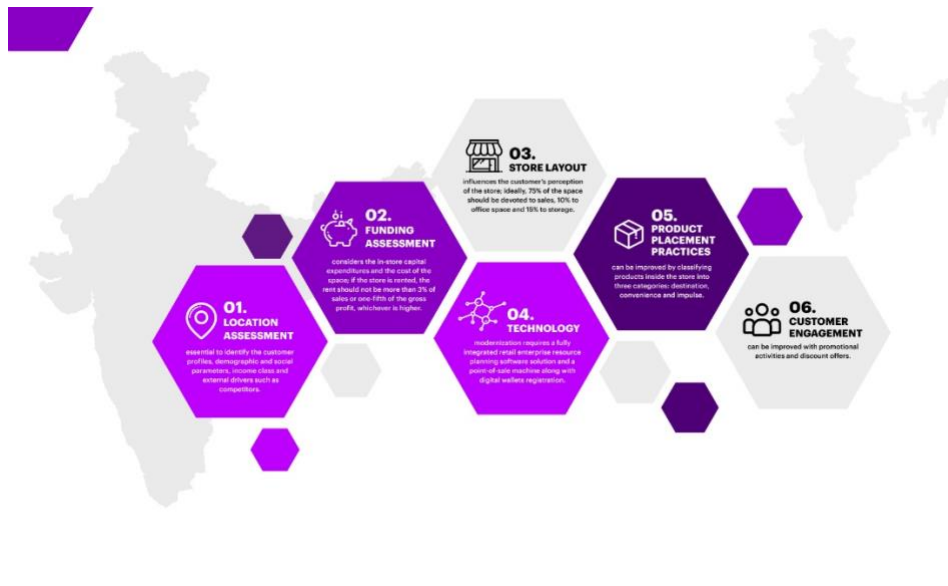 01.
LOCATION
ASSESSMENT
essential to identify the customer
profiles, demographic and social
parameters, income class and
external drivers such as
competitors.
02.
FUNDING
ASSESSMENT
considers the in-store capital
expenditures and the cost of the
space; if the store is rented, the
rent should not be more than 3% of
sales or one-fifth of the gross
profit, whichever is higher.
03.
STORE LAYOUT
influences the customer's perception
of the store; ideally, 75% of the space
should be devoted to sales, 10% to
office space and 15% to storage.
04.
TECHNOLOGY
modernization requires a fully
integrated retail enterprise resource
planning software solution and a
point-of-sale machine along with
digital wallets registration.
05.
PRODUCT
PLACEMENT
PRACTICES
can be improved by classifying
products inside the store into
three categories: destination,
convenience and impulse.
06.
CUSTOMER
ENGAGEMENT
can be improved with promotional
activities and discount offers.